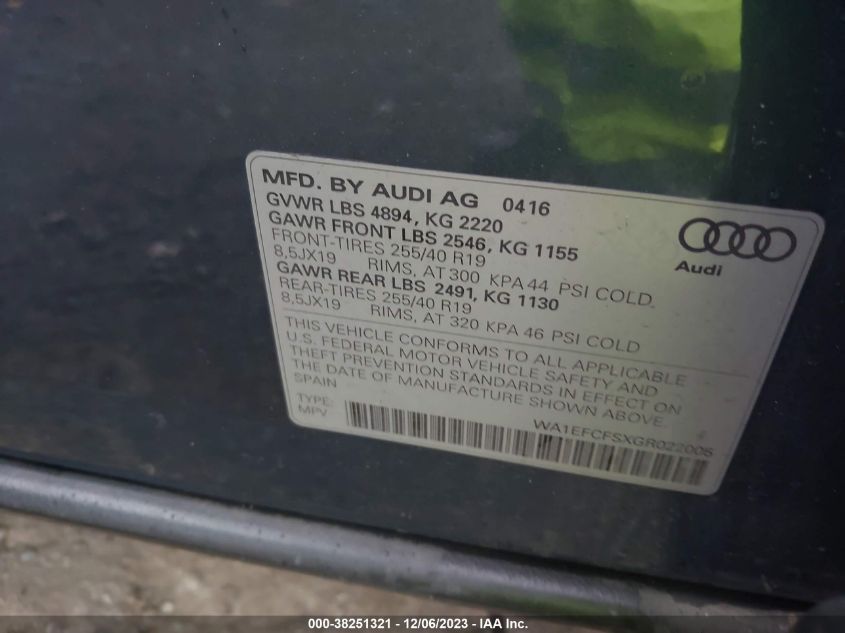 MFD. BY AUDI AG 0416
GVWR LBS 4894, KG 2220
GAWR FRONT LBS 2546, KG 1155
FRONT-TIRES 255/40 R19
8,5JX19 RIMS, AT 300 KPA 44 PSI COLD.
GAWR REAR LBS 2491, KG 1130
REAR-TIRES 255/40 R19
8,5JX19 RIMS, AT 320 KPA 46 PSI COLD
Audi
THIS VEHICLE CONFORMS TO ALL APPLICABLE
U.S. FEDERAL MOTOR VEHICLE SAFETY AND
THEFT PREVENTION STANDARDS IN EFFECT ON
THE DATE OF MANUFACTURE SHOWN ABOVE.
SPAIN
TYPE:
MPV
WA1EFCFSXGR022005
000-38251321 - 12/06/2023 - IAA Inc.